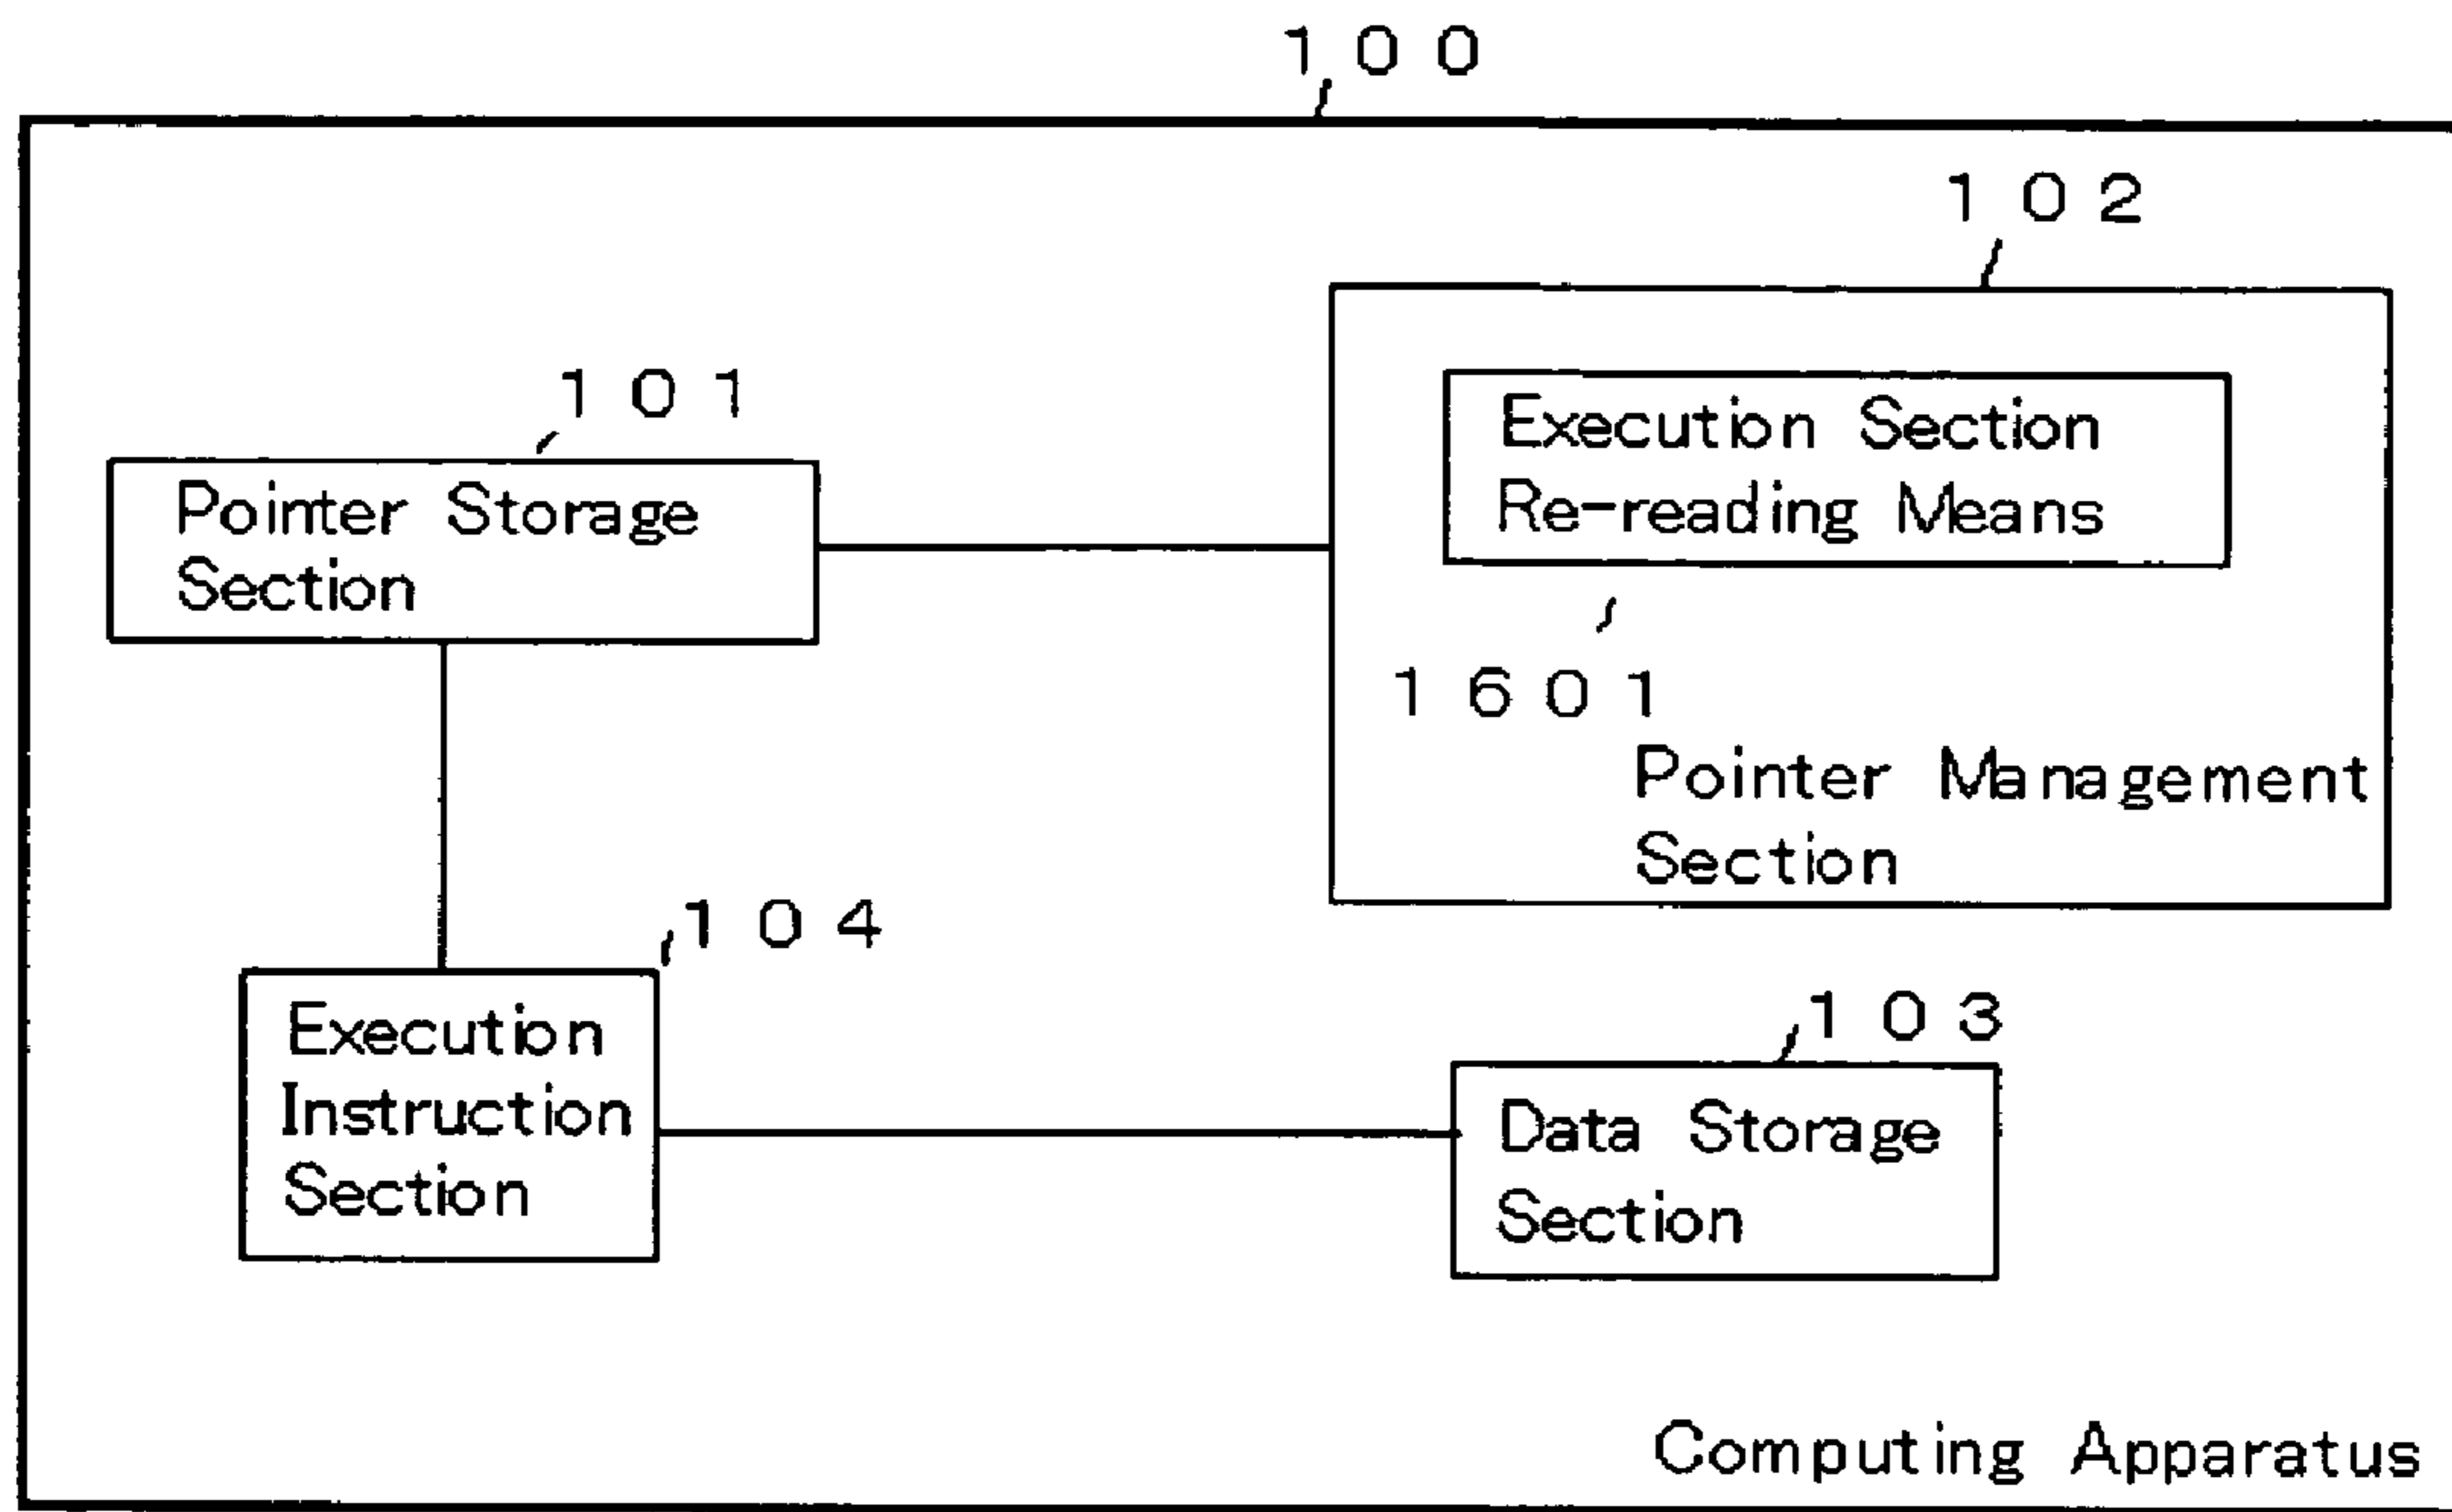 100
102
101
Execution Section
Re-reading Means
Pointer Storage
Section
1601
Pointer Management
Section
104
103
Execution
Instruction
Section
Data Storage
Section
Computing Apparatus